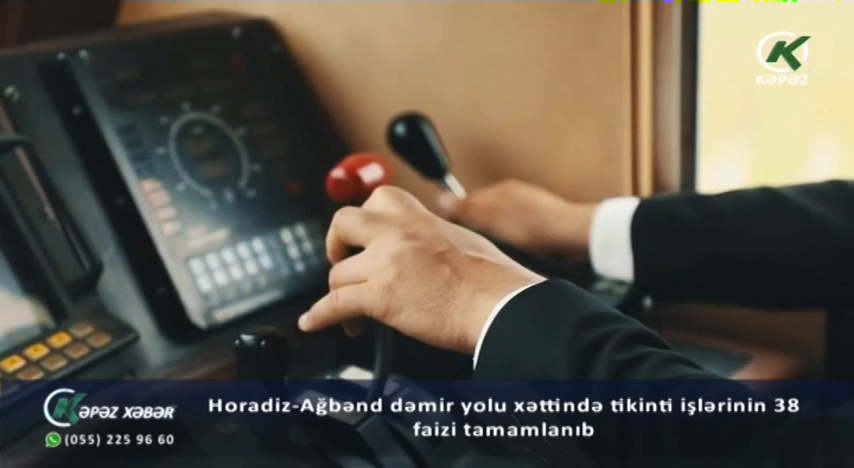 KƏPƏZ
KƏPƏZ XƏBƏR
(055) 225 96 60
Horadiz-Ağbənd dəmir yolu xəttində tikinti işlərinin 38
faizi tamamlanıb